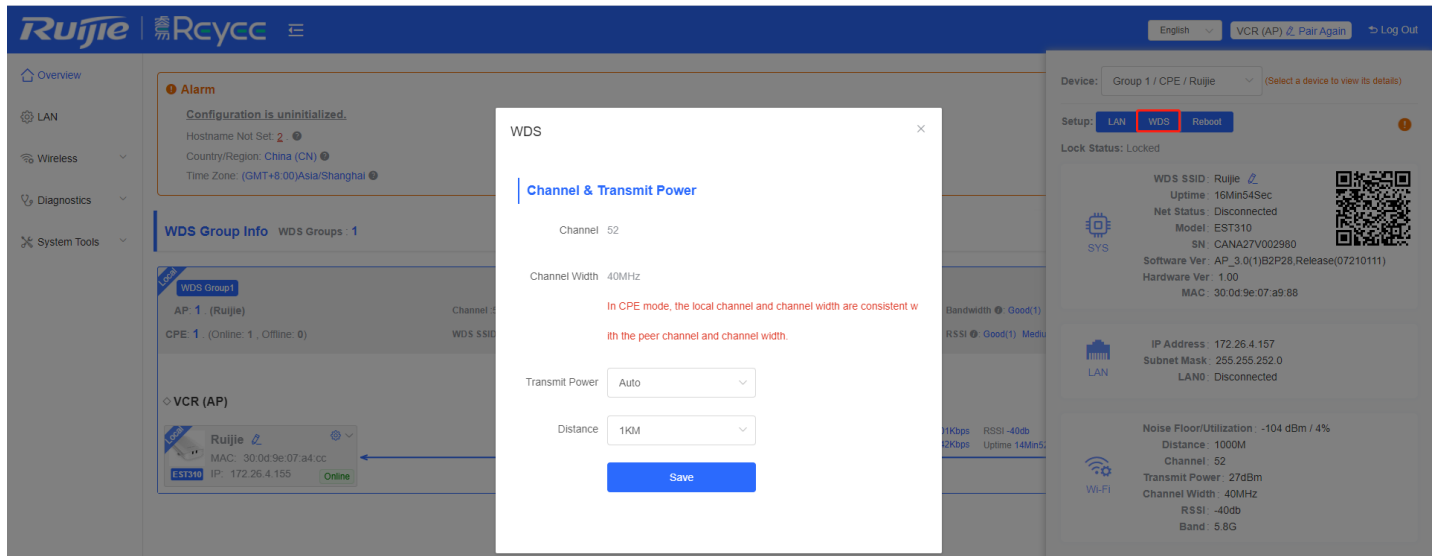 Ruijie
睿易 Reyee
English
VCR (AP) Pair Again
Log Out
Overview
LAN
Wireless
Diagnostics
System Tools
Alarm
Configuration is uninitialized.
Hostname Not Set: 2 .
Country/Region: China (CN)
Time Zone: (GMT+8:00)Asia/Shanghai
WDS Group Info WDS Groups : 1
Local
WDS Group1
AP: 1 . (Ruijie)
Channel :
Bandwidth : Good(1)
CPE: 1 . (Online: 1 , Offline: 0)
WDS SSID
RSSI : Good(1)
VCR (AP)
Local
Ruijie
MAC: 30:0d:9e:07:a4:cc
EST310
IP: 172.26.4.155
Online
RSSI -40db
Uptime 14Min
WDS
×
Channel & Transmit Power
Channel 52
Channel Width 40MHz
In CPE mode, the local channel and channel width are consistent w
ith the peer channel and channel width.
Transmit Power Auto
Distance 1KM
Save
Device: Group 1 / CPE / Ruijie (Select a device to view its details)
Setup: LAN WDS Reboot
Lock Status: Locked
SYS
WDS SSID : Ruijie
Uptime : 16Min54Sec
Net Status : Disconnected
Model : EST310
SN : CANA27V002980
Software Ver : AP_3.0(1)B2P28,Release(07210111)
Hardware Ver : 1.00
MAC : 30:0d:9e:07:a9:88
LAN
IP Address : 172.26.4.157
Subnet Mask : 255.255.252.0
LAN0 : Disconnected
Wi-Fi
Noise Floor/Utilization : -104 dBm / 4%
Distance : 1000M
Channel : 52
Transmit Power : 27dBm
Channel Width : 40MHz
RSSI : -40db
Band : 5.8G